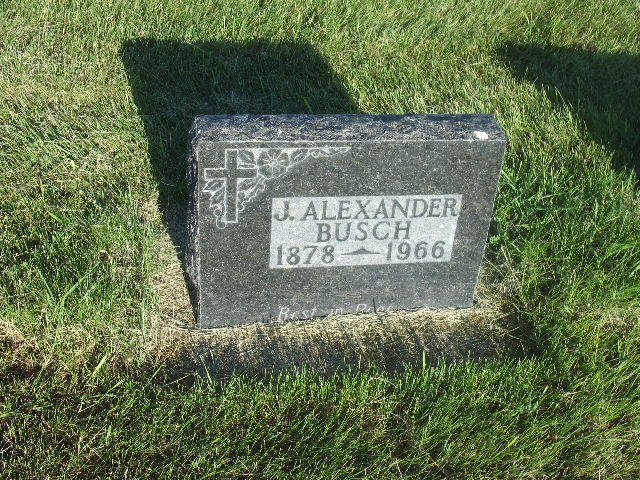 J. ALEXANDER
BUSCH
1878 1966
Rest in Peace